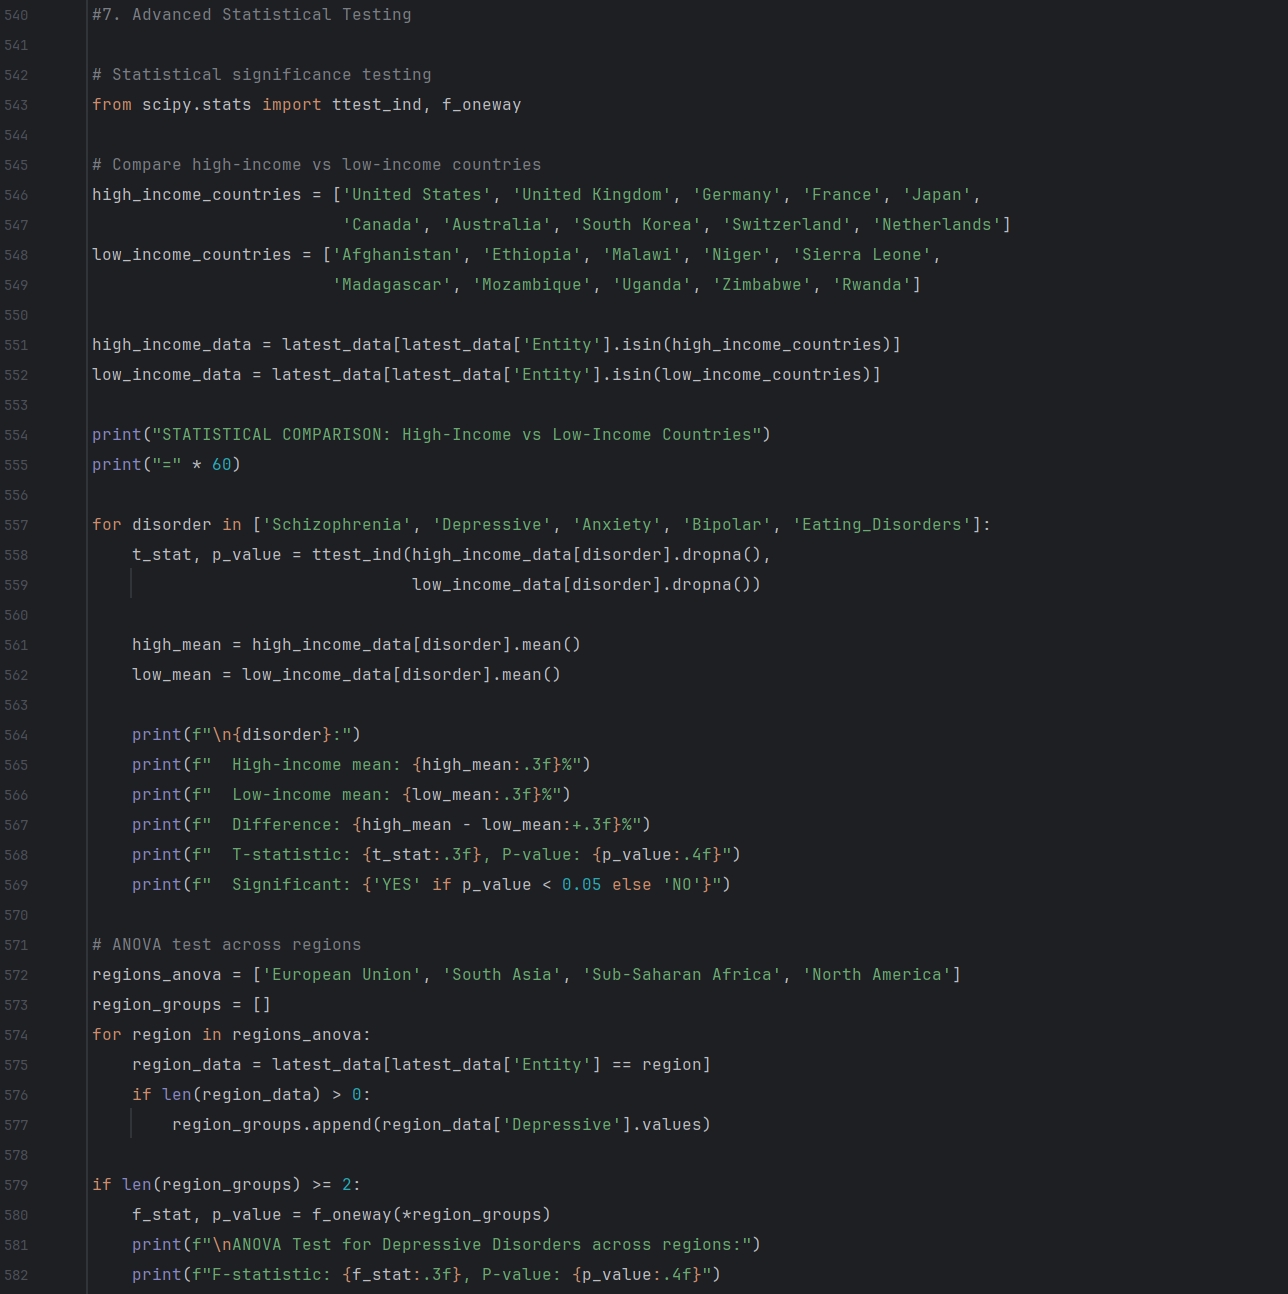 540 #7. Advanced Statistical Testing
541
542 # Statistical significance testing
543 from scipy.stats import ttest_ind, f_oneway
544
545 # Compare high-income vs low-income countries
546 high_income_countries = ['United States', 'United Kingdom', 'Germany', 'France', 'Japan',
547                          'Canada', 'Australia', 'South Korea', 'Switzerland', 'Netherlands']
548 low_income_countries = ['Afghanistan', 'Ethiopia', 'Malawi', 'Niger', 'Sierra Leone',
549                         'Madagascar', 'Mozambique', 'Uganda', 'Zimbabwe', 'Rwanda']
550
551 high_income_data = latest_data[latest_data['Entity'].isin(high_income_countries)]
552 low_income_data = latest_data[latest_data['Entity'].isin(low_income_countries)]
553
554 print("STATISTICAL COMPARISON: High-Income vs Low-Income Countries")
555 print("=" * 60)
556
557 for disorder in ['Schizophrenia', 'Depressive', 'Anxiety', 'Bipolar', 'Eating_Disorders']:
558     t_stat, p_value = ttest_ind(high_income_data[disorder].dropna(),
559                                 low_income_data[disorder].dropna())
560
561     high_mean = high_income_data[disorder].mean()
562     low_mean = low_income_data[disorder].mean()
563
564     print(f"\n{disorder}:")
565     print(f"  High-income mean: {high_mean:.3f}%")
566     print(f"  Low-income mean: {low_mean:.3f}%")
567     print(f"  Difference: {high_mean - low_mean:+.3f}%")
568     print(f"  T-statistic: {t_stat:.3f}, P-value: {p_value:.4f}")
569     print(f"  Significant: {'YES' if p_value < 0.05 else 'NO'}")
570
571 # ANOVA test across regions
572 regions_anova = ['European Union', 'South Asia', 'Sub-Saharan Africa', 'North America']
573 region_groups = []
574 for region in regions_anova:
575     region_data = latest_data[latest_data['Entity'] == region]
576     if len(region_data) > 0:
577         region_groups.append(region_data['Depressive'].values)
578
579 if len(region_groups) >= 2:
580     f_stat, p_value = f_oneway(*region_groups)
581     print(f"\nANOVA Test for Depressive Disorders across regions:")
582     print(f"F-statistic: {f_stat:.3f}, P-value: {p_value:.4f}")